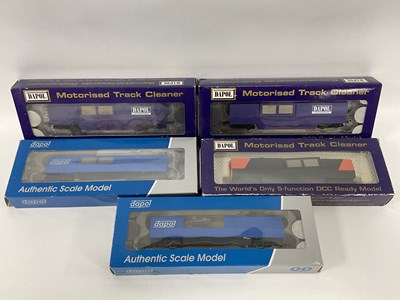 DAPOL Motorised Track Cleaner
DAPOL
DAPOL Motorised Track Cleaner
DAPOL
dapol
dapol
Authentic Scale Model
DAPOL Motorised Track Cleaner
The World's Only 5-function DCC Ready Model
dapol
dapol
Authentic Scale Model
OO